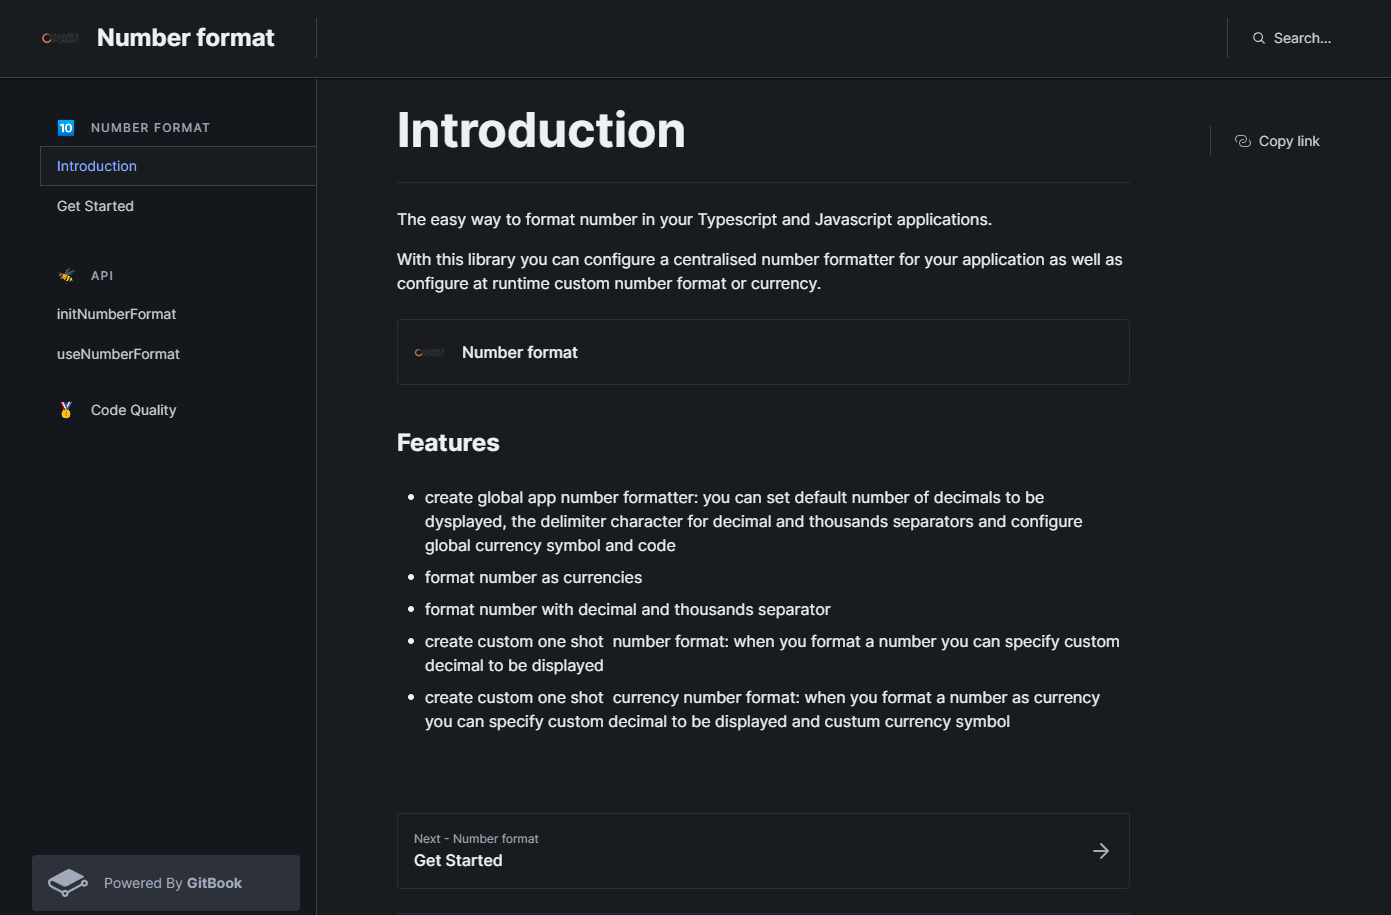 Number format
Search...
10 NUMBER FORMAT
Introduction
Get Started
API
initNumberFormat
useNumberFormat
Code Quality
Powered By GitBook
Introduction
Copy link
The easy way to format number in your Typescript and Javascript applications.
With this library you can configure a centralised number formatter for your application as well as
configure at runtime custom number format or currency.
Number format
Features
• create global app number formatter: you can set default number of decimals to be
dysplayed, the delimiter character for decimal and thousands separators and configure
global currency symbol and code
• format number as currencies
• format number with decimal and thousands separator
• create custom one shot  number format: when you format a number you can specify custom
decimal to be displayed
• create custom one shot  currency number format: when you format a number as currency
you can specify custom decimal to be displayed and custum currency symbol
Next - Number format
Get Started